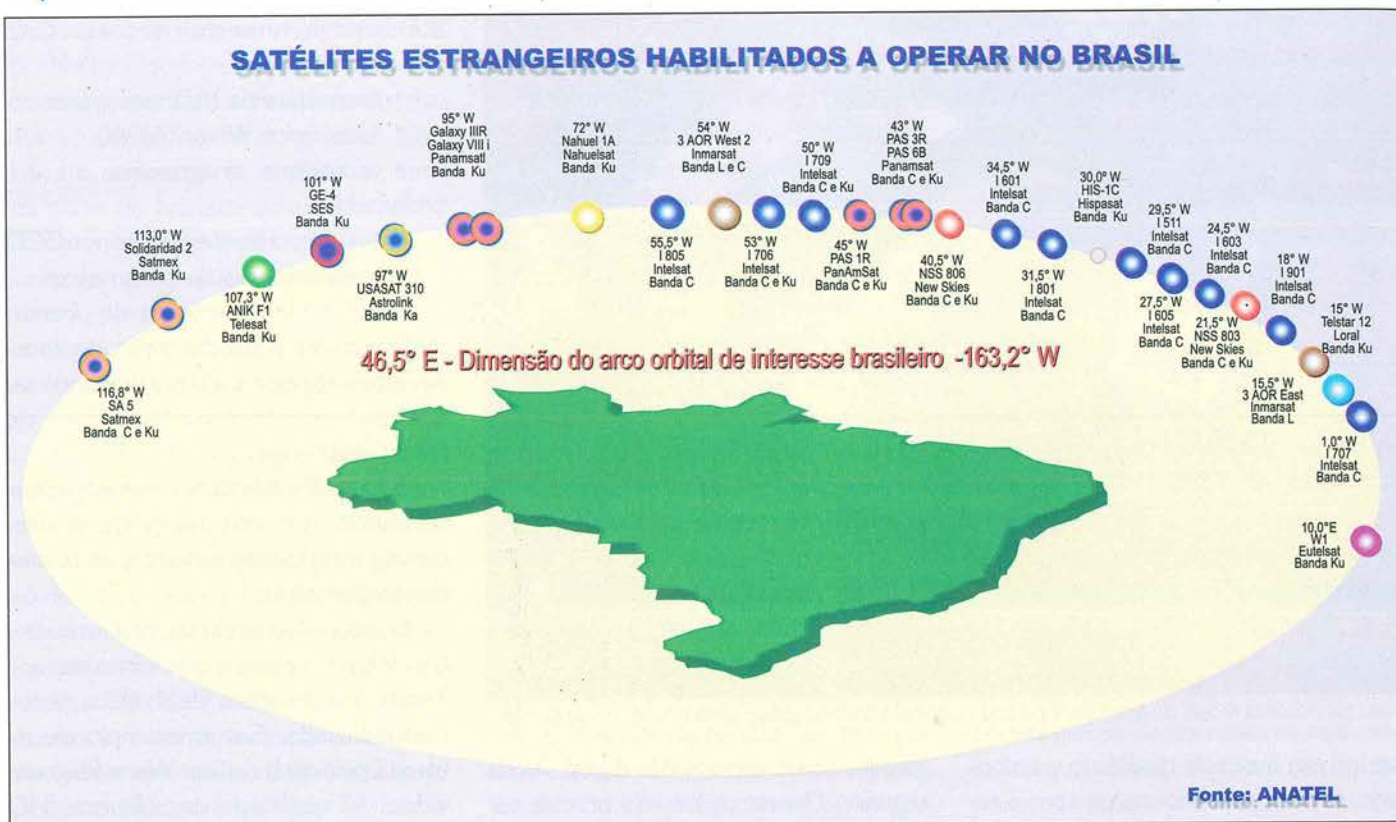 SATÉLITES ESTRANGEIROS HABILITADOS A OPERAR NO BRASIL
116,8° W
SA 5
Satmex
Banda C e Ku
113,0° W
Solidaridad 2
Satmex
Banda Ku
107,3° W
ANIK F1
Telesat
Banda Ku
101° W
GE-4
SES
Banda Ku
97° W
USASAT 310
Astrolink
Banda Ka
95° W
Galaxy IIIR
Galaxy VIII i
Panamsatl
Banda Ku
72° W
Nahuel 1A
Nahuelsat
Banda Ku
55,5° W
I 805
Intelsat
Banda C
54° W
3 AOR West 2
Inmarsat
Banda L e C
53° W
I 706
Intelsat
Banda C e Ku
50° W
I 709
Intelsat
Banda C e Ku
45° W
PAS 1R
PanAmSat
Banda C e Ku
43° W
PAS 3R
PAS 6B
Panamsat
Banda C e Ku
40,5° W
NSS 806
New Skies
Banda C e Ku
34,5° W
I 601
Intelsat
Banda C
31,5° W
I 801
Intelsat
Banda C
30,0° W
HIS-1C
Hispasat
Banda Ku
29,5° W
I 511
Intelsat
Banda C
27,5° W
I 605
Intelsat
Banda C
24,5° W
I 603
Intelsat
Banda C
21,5° W
NSS 803
New Skies
Banda C e Ku
18° W
I 901
Intelsat
Banda C
15,5° W
3 AOR East
Inmarsat
Banda L
15° W
Telstar 12
Loral
Banda Ku
1,0° W
I 707
Intelsat
Banda C
10,0°E
W1
Eutelsat
Banda Ku
46,5° E - Dimensão do arco orbital de interesse brasileiro -163,2° W
Fonte: ANATEL